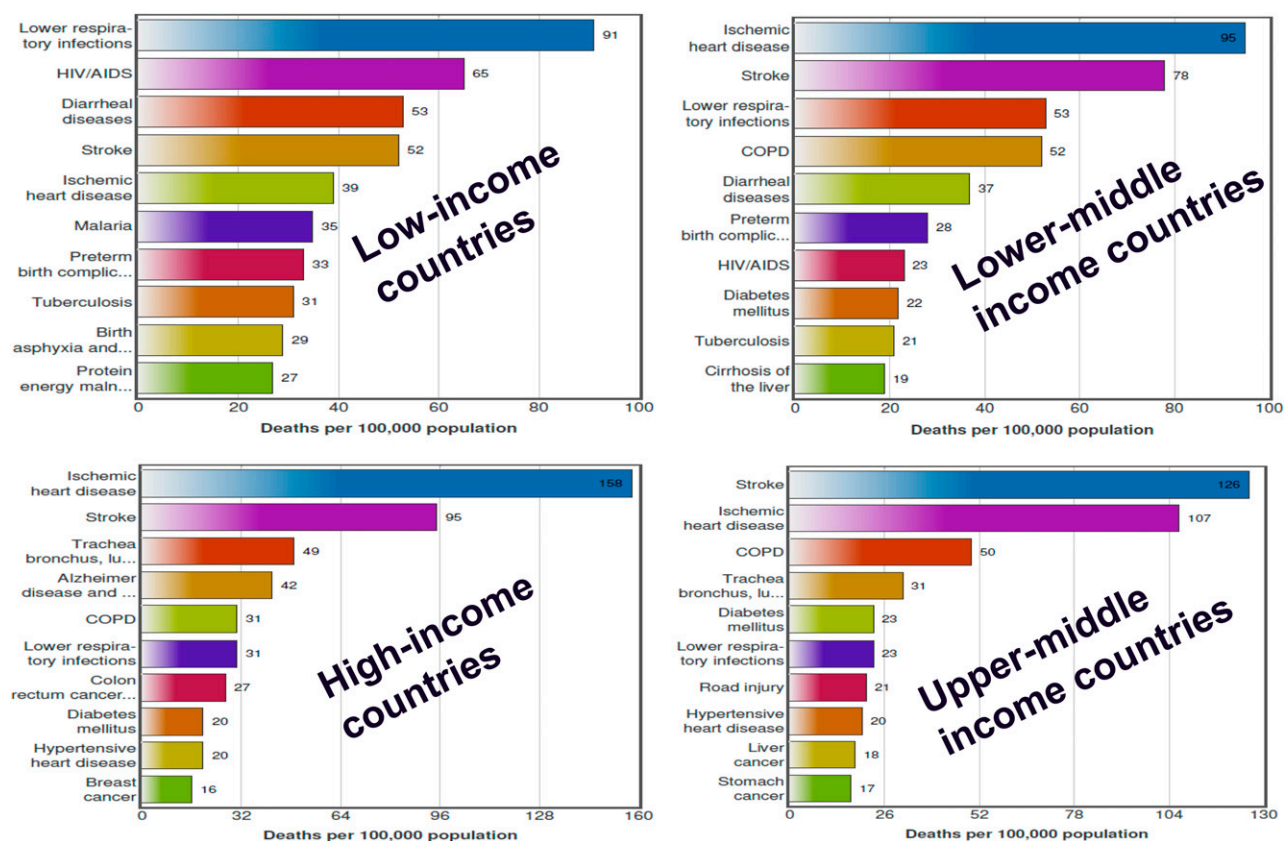 Lower respira-
tory infections
91
HIV/AIDS
65
Diarrheal
diseases
53
Stroke
52
Ischemic
heart disease
39
Malaria
35
Preterm
birth complic...
33
Tuberculosis
31
Birth
asphyxia and...
29
Protein
energy maln...
27
0 20 40 60 80 100
Deaths per 100,000 population
Low-income
countries
Ischemic
heart disease
95
Stroke
78
Lower respira-
tory infections
53
COPD
52
Diarrheal
diseases
37
Preterm
birth complic...
28
HIV/AIDS
23
Diabetes
mellitus
22
Tuberculosis
21
Cirrhosis of
the liver
19
0 20 40 60 80 100
Deaths per 100,000 population
Lower-middle
income countries
Ischemic
heart disease
158
Stroke
95
Trachea
bronchus, lu...
49
Alzheimer
disease and ...
42
COPD
31
Lower respira-
tory infections
31
Colon
rectum cancer...
27
Diabetes
mellitus
20
Hypertensive
heart disease
20
Breast
cancer
16
0 32 64 96 128 160
Deaths per 100,000 population
High-income
countries
Stroke
126
Ischemic
heart disease
107
COPD
50
Trachea
bronchus, lu...
31
Diabetes
mellitus
23
Lower respira-
tory infections
23
Road injury
21
Hypertensive
heart disease
20
Liver
cancer
18
Stomach
cancer
17
0 26 52 78 104 130
Deaths per 100,000 population
Upper-middle
income countries